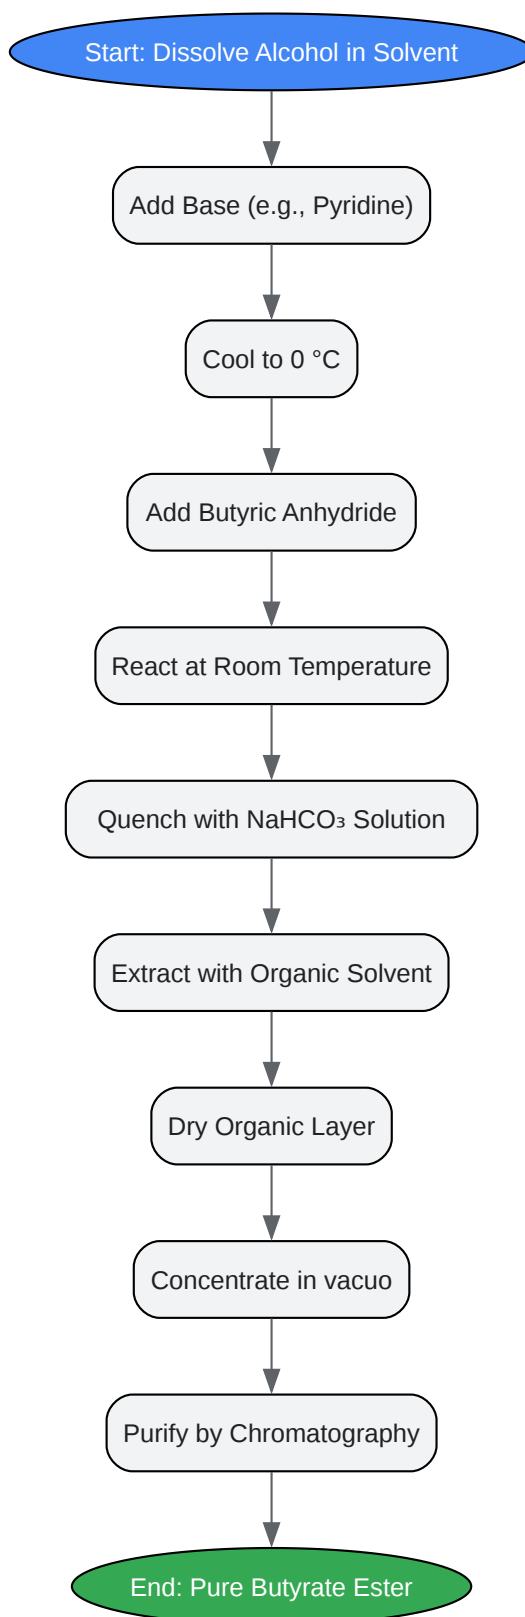 Start: Dissolve Alcohol in Solvent
Add Base (e.g., Pyridine)
Cool to 0 °C
Add Butyric Anhydride
React at Room Temperature
Quench with NaHCO₃ Solution
Extract with Organic Solvent
Dry Organic Layer
Concentrate in vacuo
Purify by Chromatography
End: Pure Butyrate Ester